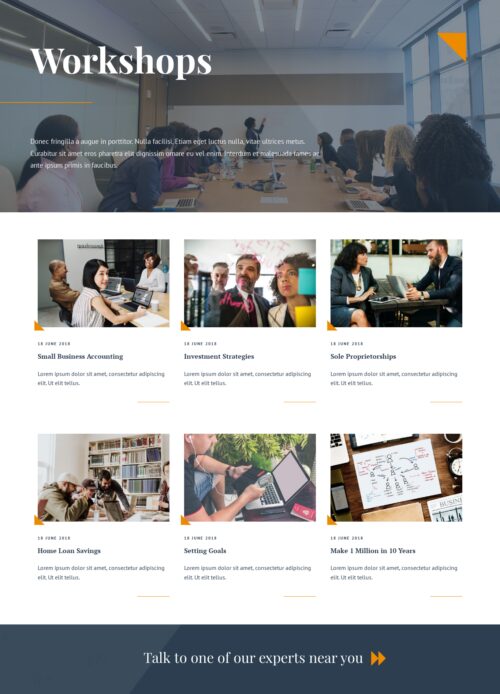 Workshops
Donec fringilla à augue in porttitor. Nulla facilisi. Etiam eget luctus nulla, vitae ultrices metus.
Curabitur sit amet eros pharetra elit dignissim ornare eu vel enim. Interdum et malesuada fames ac
ante ipsum primis in faucibus.
18 JUNE 2018
Small Business Accounting
Lorem ipsum dolor sit amet, consectetur adipiscing
elit. Ut elit tellus.
18 JUNE 2018
Investment Strategies
Lorem ipsum dolor sit amet, consectetur adipiscing
elit. Ut elit tellus.
18 JUNE 2018
Sole Proprietorships
Lorem ipsum dolor sit amet, consectetur adipiscing
elit. Ut elit tellus.
18 JUNE 2018
Home Loan Savings
Lorem ipsum dolor sit amet, consectetur adipiscing
elit. Ut elit tellus.
18 JUNE 2018
Setting Goals
Lorem ipsum dolor sit amet, consectetur adipiscing
elit. Ut elit tellus.
18 JUNE 2018
Make 1 Million in 10 Years
Lorem ipsum dolor sit amet, consectetur adipiscing
elit. Ut elit tellus.
Talk to one of our experts near you